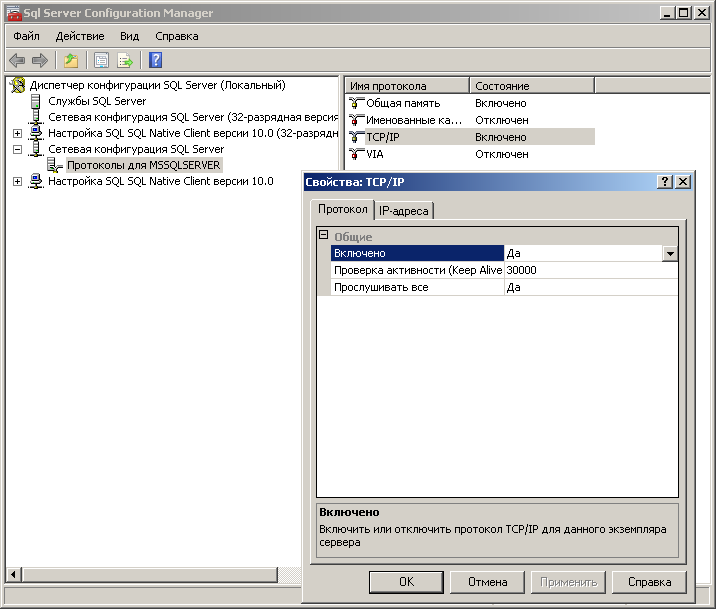 Sql Server Configuration Manager
Файл Действие Вид Справка
Диспетчер конфигурации SQL Server (Локальный)
Службы SQL Server
Сетевая конфигурация SQL Server (32-разрядная версия
Настройка SQL SQL Native Client версии 10.0 (32-разрядн
Сетевая конфигурация SQL Server
Протоколы для MSSQLSERVER
Настройка SQL SQL Native Client версии 10.0
Имя протокола Состояние
Общая память Включено
Именованные ка... Отключен
TCP/IP Включено
VIA Отключен
Свойства: TCP/IP
Протокол IP-адреса
Общие
Включено Да
Проверка активности (Keep Alive 30000
Прослушивать все Да
Включено
Включить или отключить протокол TCP/IP для данного экземпляра
сервера
OK Отмена Применить Справка